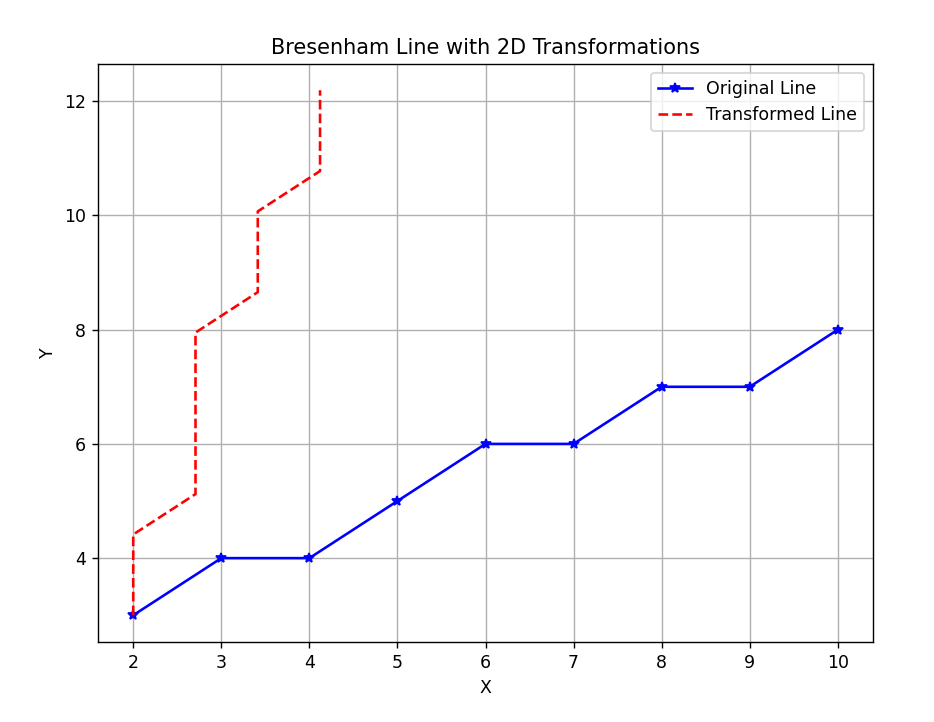 Bresenham Line with 2D Transformations
Original Line
Transformed Line
12
10
8
6
4
Y
2 3 4 5 6 7 8 9 10
X